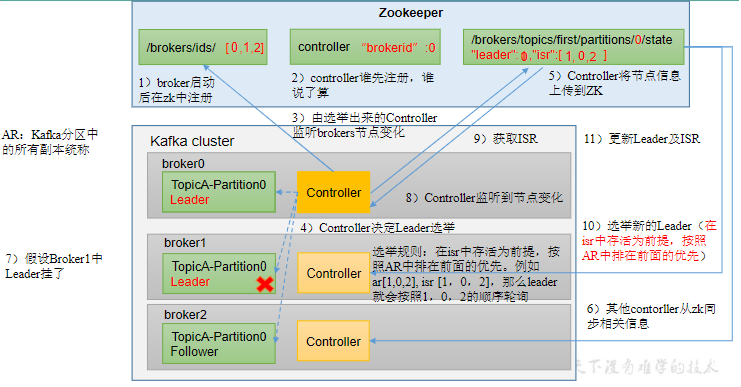 Zookeeper
/brokers/ids/ [ 0,1,2]
controller “brokerid”:0
/brokers/topics/first/partitions/0/state
"leader": 0 ,"isr":[ 1, 0, 2 ]
1）broker启动
后在zk中注册
2）controller谁先注册，谁
说了算
5）Controller将节点信息
上传到ZK
3）由选举出来的Controller
监听brokers节点变化
AR：Kafka分区中
的所有副本统称
Kafka cluster
9）获取ISR
11）更新Leader及ISR
broker0
TopicA-Partition0
Leader
Controller
8）Controller监听到节点变化
4）Controller决定Leader选举
10）选举新的Leader（在
isr中存活为前提，按照
AR中排在前面的优先）
7）假设Broker1中
Leader挂了
broker1
TopicA-Partition0
Leader
Controller
选举规则：在isr中存活为前提，按
照AR中排在前面的优先。例如
ar[1,0,2], isr [1，0，2]，那么leader
就会按照1，0，2的顺序轮询
broker2
TopicA-Partition0
Follower
Controller
6）其他contorller从zk同
步相关信息
天下没有难学的技术